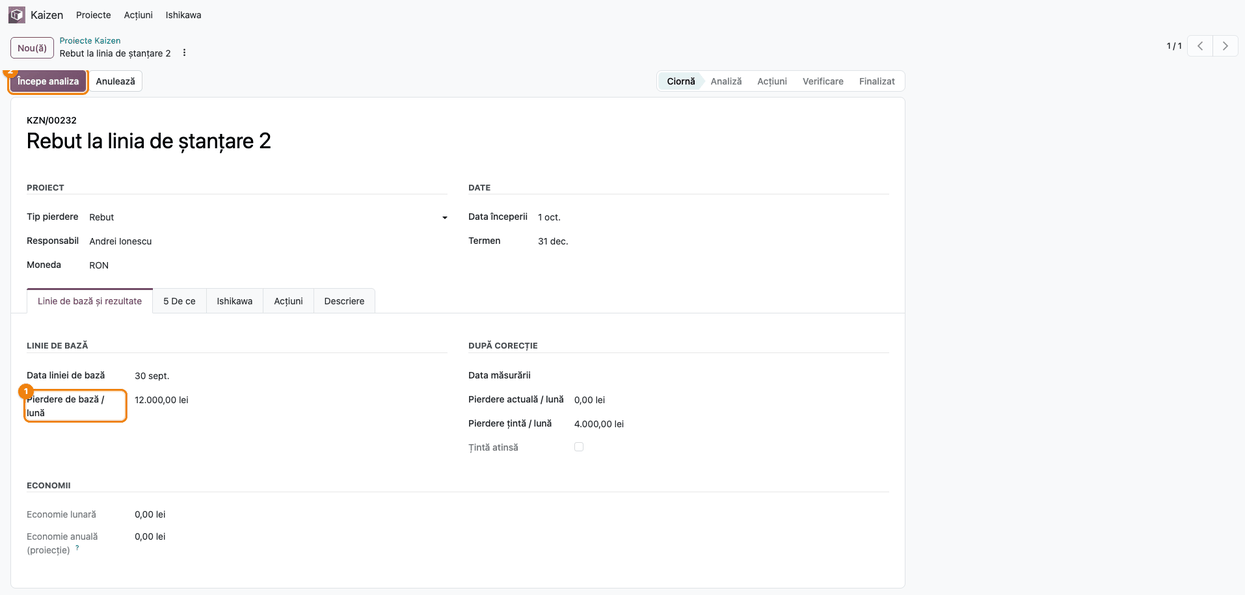 Kaizen Proiecte Acțiuni Ishikawa
Nou(ă) Proiecte Kaizen
Rebut la linia de ștanțare 2
1 / 1
2
Începe analiza Anulează Ciornă Analiză Acțiuni Verificare Finalizat
KZN/00232
Rebut la linia de ștanțare 2
PROIECT DATE
Tip pierdere Rebut Data începerii 1 oct.
Responsabil Andrei Ionescu Termen 31 dec.
Moneda RON
Linie de bază și rezultate 5 De ce Ishikawa Acțiuni Descriere
LINIE DE BAZĂ DUPĂ CORECȚIE
Data liniei de bază 30 sept. Data măsurării
1
Pierdere de bază / 12.000,00 lei Pierdere actuală / lună 0,00 lei
lună
Pierdere țintă / lună 4.000,00 lei
Țintă atinsă
ECONOMII
Economie lunară 0,00 lei
Economie anuală 0,00 lei
(proiecție) ?